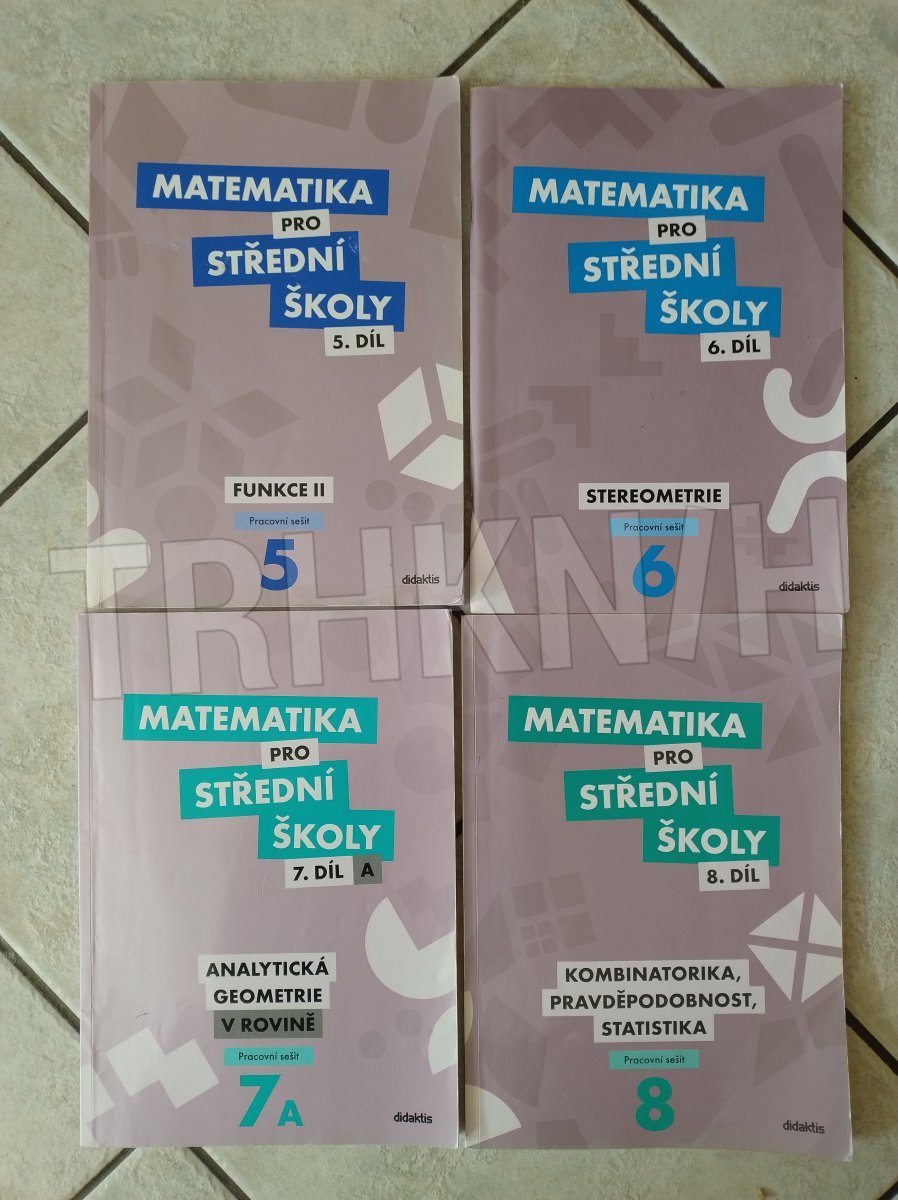 MATEMATIKA
PRO
STŘEDNÍ
ŠKOLY
5. DÍL
FUNKCE II
Pracovní sešit
5
didaktis
MATEMATIKA
PRO
STŘEDNÍ
ŠKOLY
6. DÍL
STEREOMETRIE
Pracovní sešit
6
didaktis
TRHKNIH
MATEMATIKA
PRO
STŘEDNÍ
ŠKOLY
7. DÍL A
ANALYTICKÁ
GEOMETRIE
V ROVINĚ
Pracovní sešit
7A
didaktis
MATEMATIKA
PRO
STŘEDNÍ
ŠKOLY
8. DÍL
KOMBINATORIKA,
PRAVDĚPODOBNOST,
STATISTIKA
Pracovní sešit
8
didaktis